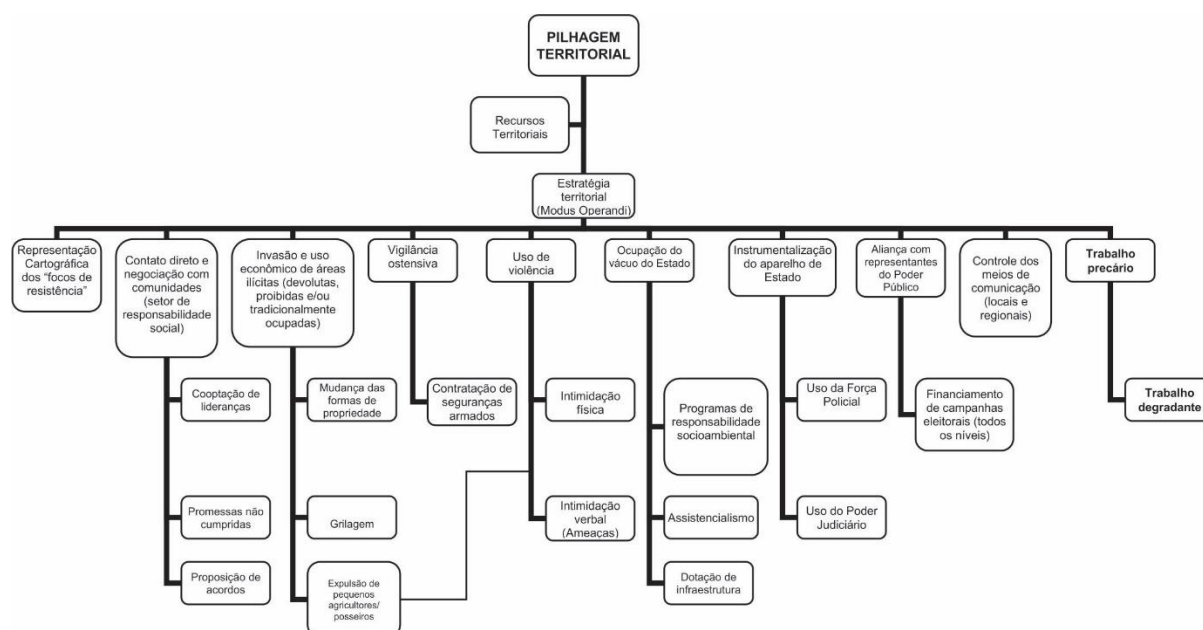 PILHAGEM
TERRITORIAL
Recursos
Territoriais
Estratégia
territorial
(Modus Operandi)
Representação
Cartográfica
dos “focos de
resistência”
Contato direto e
negociação com
comunidades
(setor de
responsabilidade
social)
Invasão e uso
econômico de áreas
ilícitas (devolutas,
proibidas e/ou
tradicionalmente
ocupadas)
Vigilância
ostensiva
Uso de
violência
Ocupação do
vácuo do Estado
Instrumentalização
do aparelho de
Estado
Aliança com
representantes
do Poder
Público
Controle dos
meios de
comunicação
(locais e
regionais)
Trabalho
precário
Cooptação de
lideranças
Mudança das
formas de
propriedade
Contratação de
seguranças
armados
Intimidação
física
Programas de
responsabilidade
socioambiental
Uso da Força
Policial
Financiamento
de campanhas
eleitorais (todos
os níveis)
Trabalho
degradante
Promessas não
cumpridas
Grilagem
Intimidação
verbal
(Ameaças)
Assistencialismo
Uso do Poder
Judiciário
Proposição de
acordos
Expulsão de
pequenos
agricultores/
posseiros
Dotação de
infraestrutura